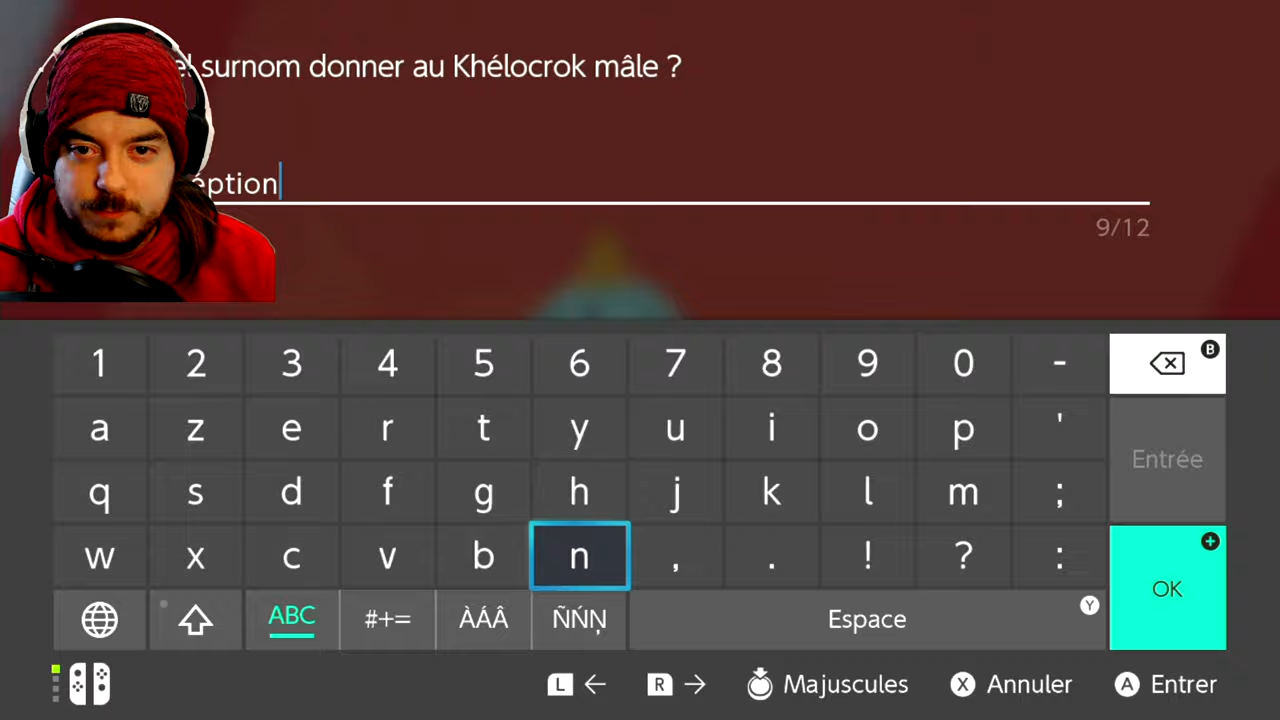 surnom donner au Khélocrok mâle ?
éption
9/12
1 2 3 4 5 6 7 8 9 0 -
B
a z e r t y u i o p '
Entrée
q s d f g h j k l m ;
w x c v b n , . ! ? :
+
OK
ABC #+= ÀÁÂ ÑŃŅ Espace Y
L ← R → Majuscules X Annuler A Entrer